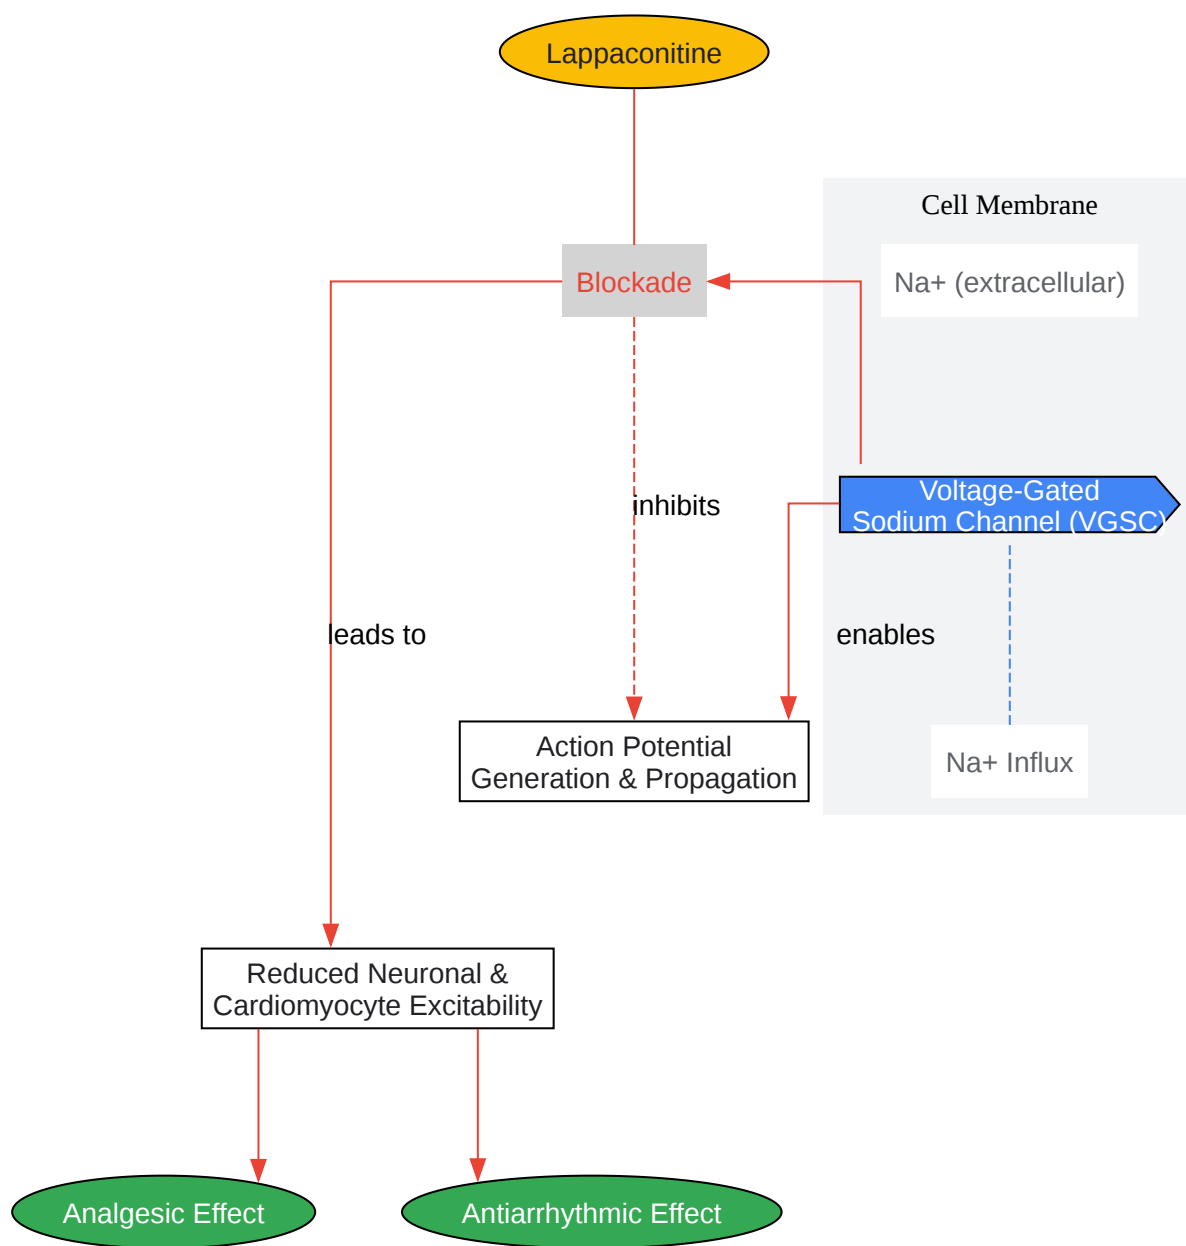 Lappaconitine
Cell Membrane
Blockade
Na+ (extracellular)
Voltage-Gated
Sodium Channel (VGSC)
inhibits
leads to
enables
Action Potential
Generation & Propagation
Na+ Influx
Reduced Neuronal &
Cardiomyocyte Excitability
Analgesic Effect
Antiarrhythmic Effect